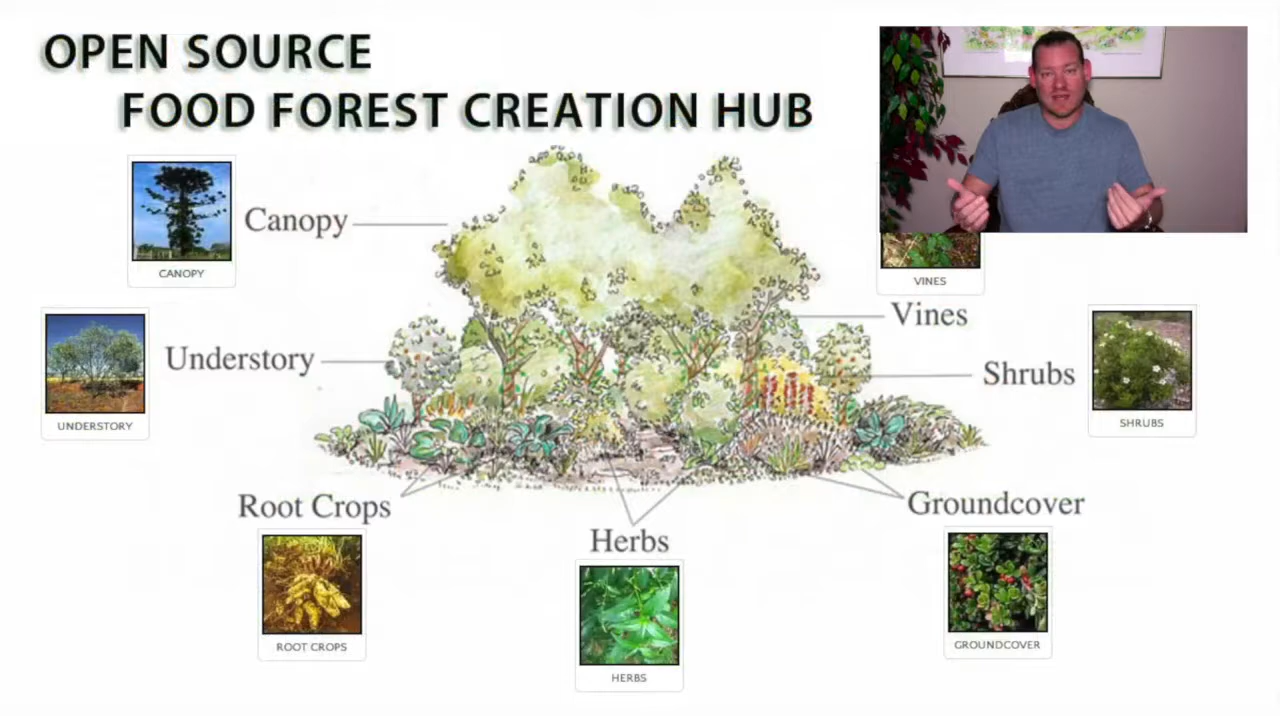 OPEN SOURCE
FOOD FOREST CREATION HUB
CANOPY
Canopy
VINES
Vines
UNDERSTORY
Understory
Shrubs
SHRUBS
Root Crops
ROOT CROPS
Herbs
HERBS
Groundcover
GROUNDCOVER